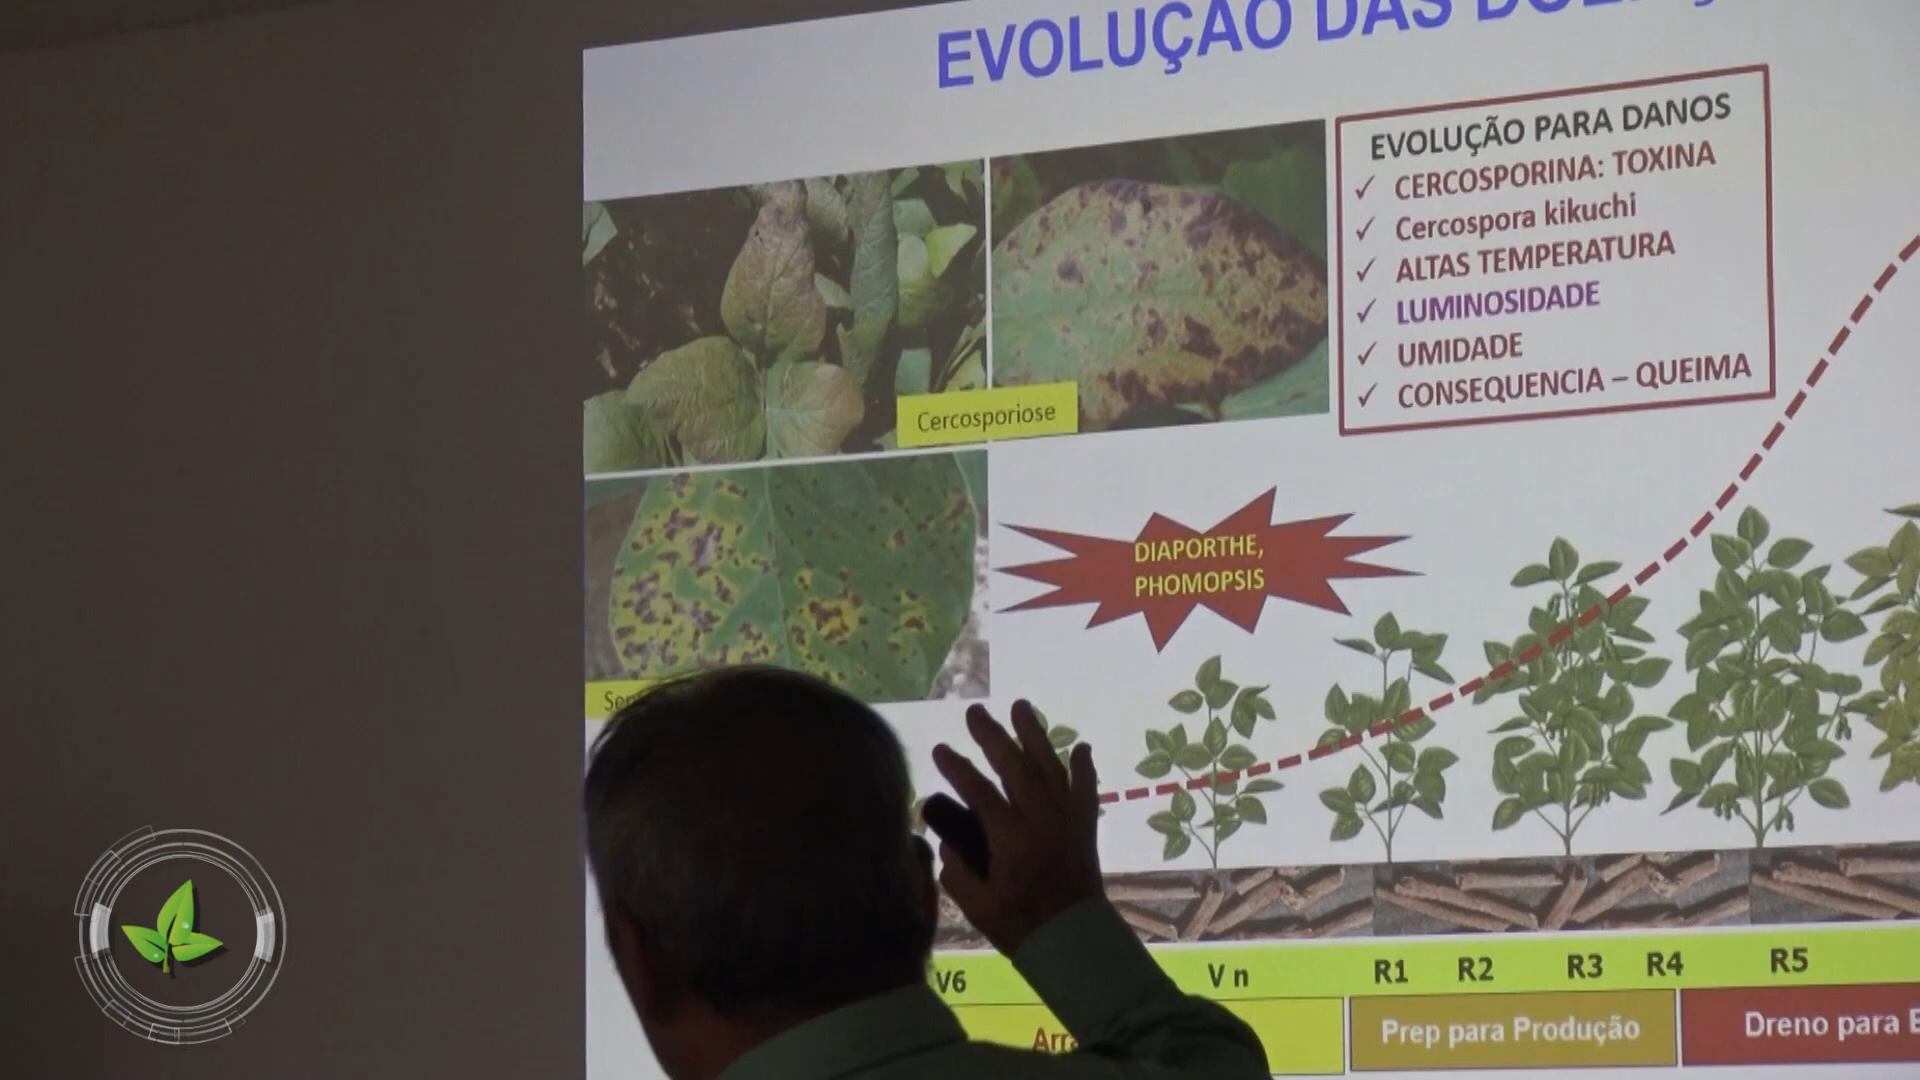 EVOLUÇÃO DAS
EVOLUÇÃO PARA DANOS
✓ CERCOSPORINA: TOXINA
✓ Cercospora kikuchi
✓ ALTAS TEMPERATURA
✓ LUMINOSIDADE
✓ UMIDADE
✓ CONSEQUENCIA – QUEIMA
Cercosporiose
DIAPORTHE,
PHOMOPSIS
V6 V n R1 R2 R3 R4 R5
Prep para Produção
Dreno para